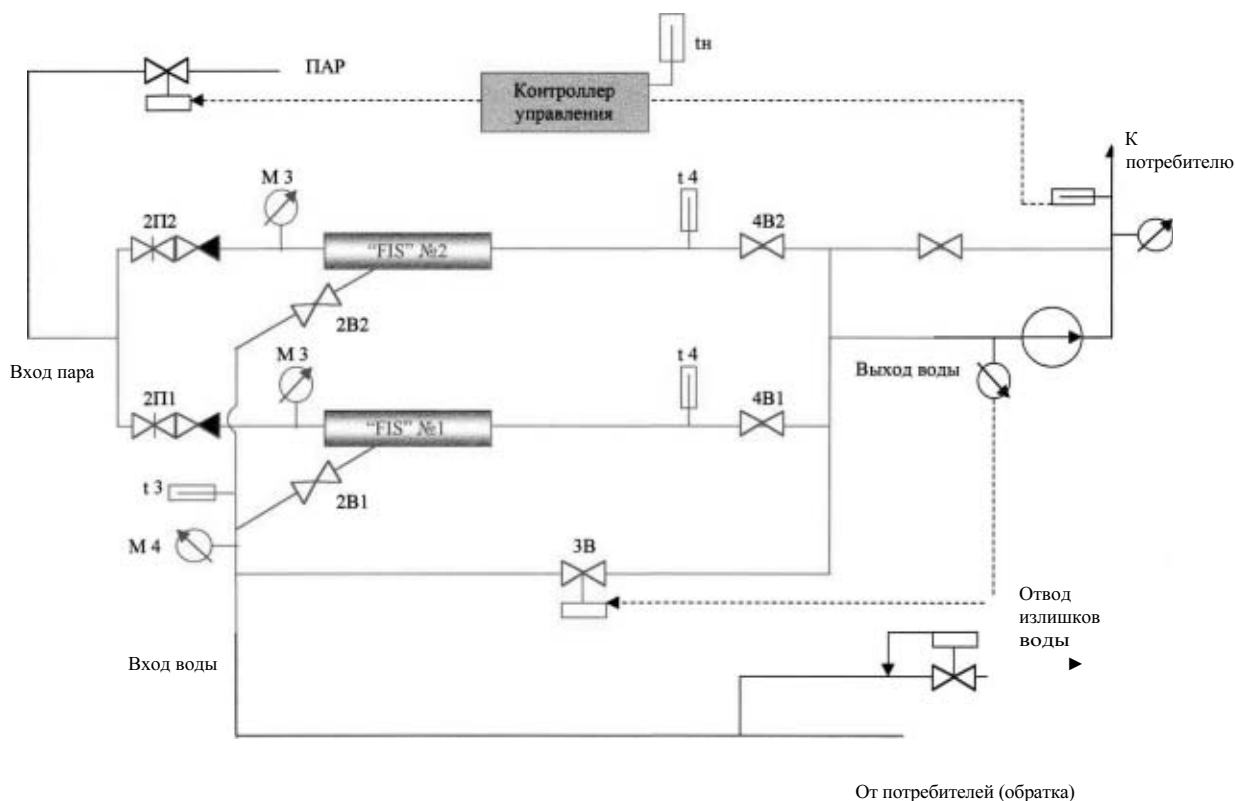 tн
ПАР
Контроллер
управления
К
потребителю
М 3
t 4
2П2
4В2
"FIS" №2
2В2
М 3
t 4
Вход пара
Выход воды
2П1
4В1
"FIS" №1
t 3
2В1
М 4
3В
Отвод
излишков
воды
Вход воды
От потребителей (обратка)